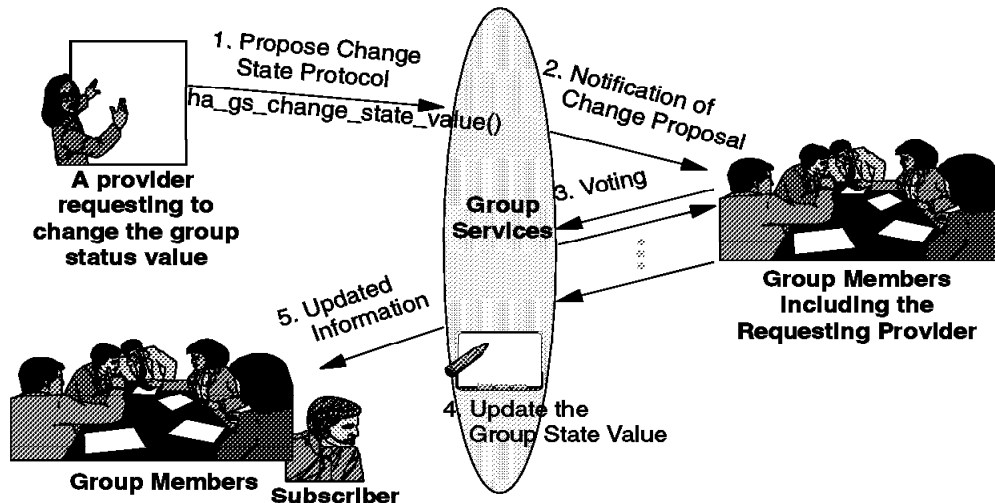 1. Propose Change
State Protocol
ha_gs_change_state_value()
A provider
requesting to
change the group
status value
2. Notification of
Change Proposal
3. Voting
Group
Services
Group Members
including the
Requesting Provider
5. Updated
Information
4. Update the
Group State Value
Group Members
Subscriber